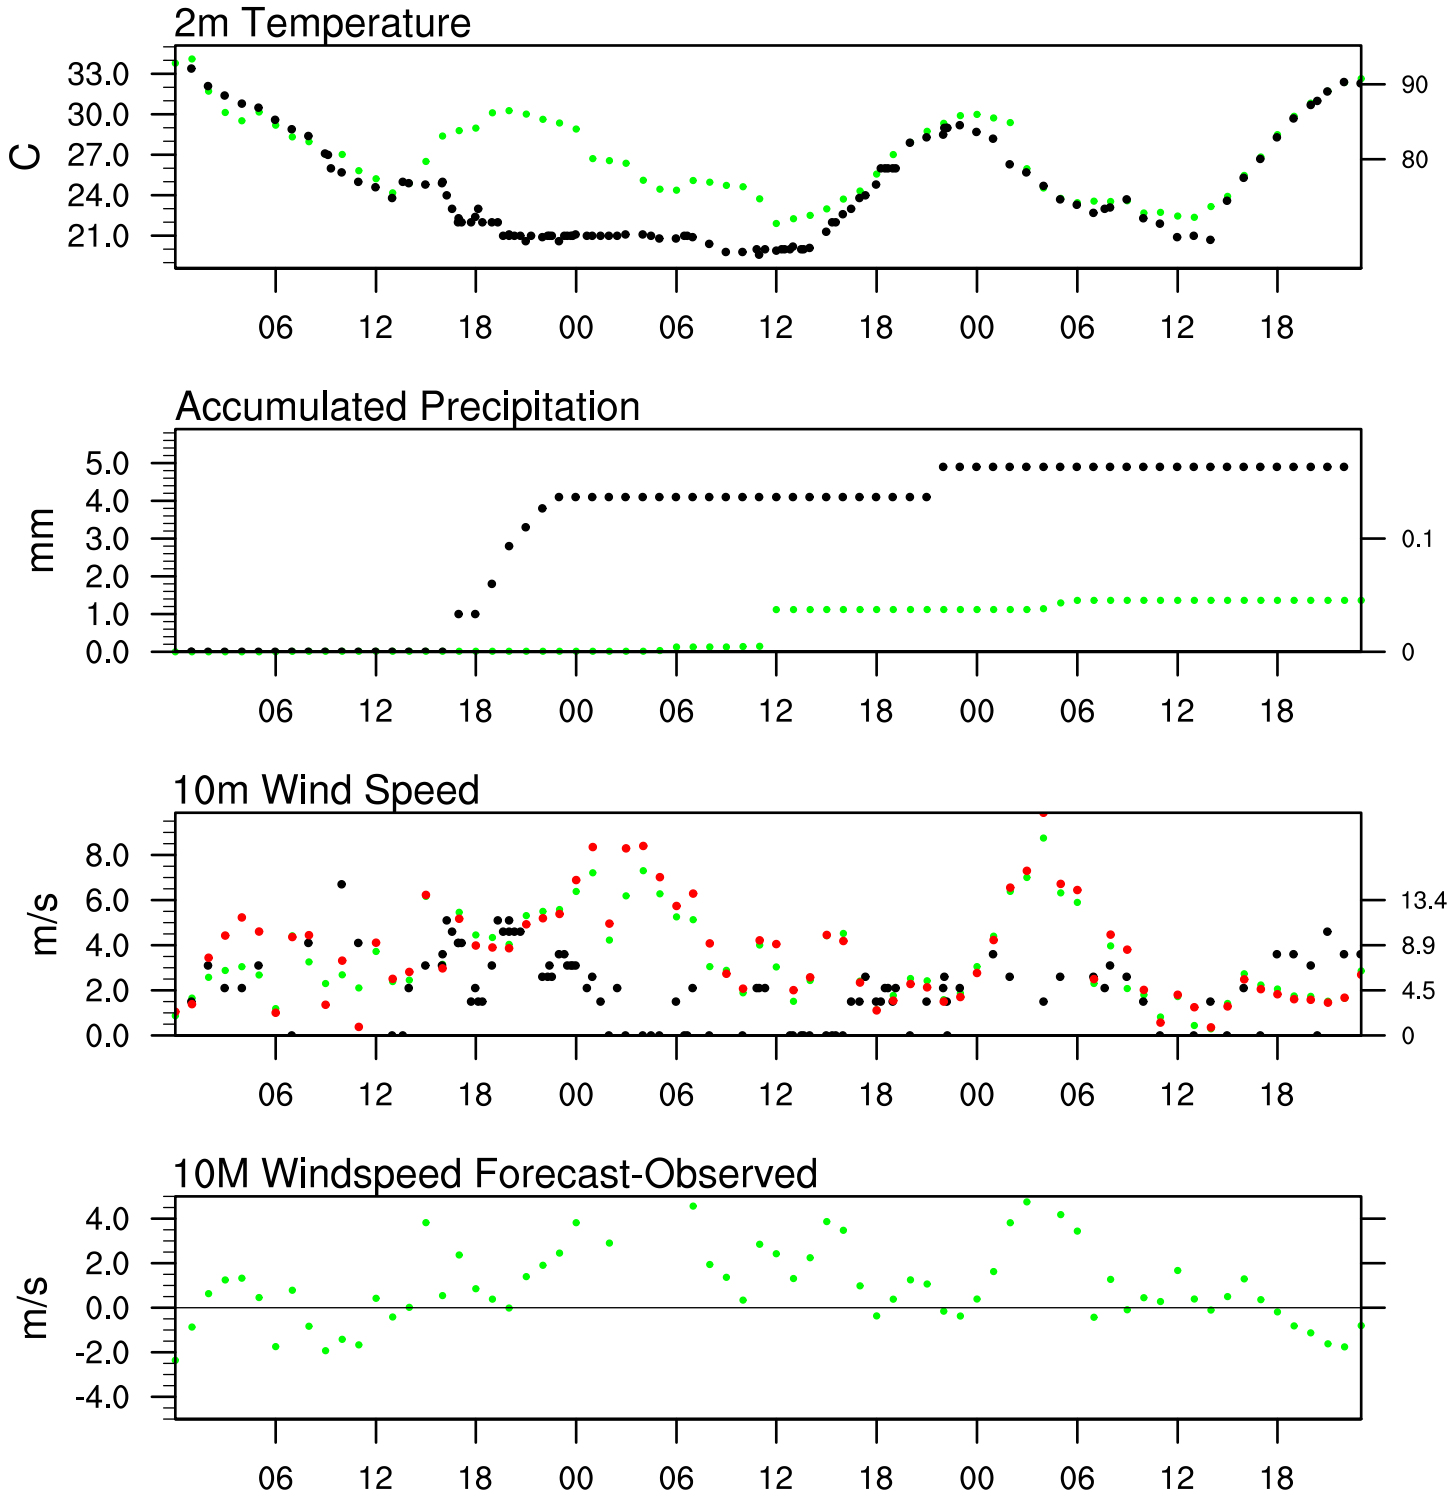 2m Temperature
33.0
30.0
27.0
24.0
21.0
C
90
80
06 12 18 00 06 12 18 00 06 12 18
Accumulated Precipitation
5.0
4.0
3.0
2.0
1.0
0.0
mm
0.1
0
06 12 18 00 06 12 18 00 06 12 18
10m Wind Speed
8.0
6.0
4.0
2.0
0.0
m/s
13.4
8.9
4.5
0
06 12 18 00 06 12 18 00 06 12 18
10M Windspeed Forecast-Observed
4.0
2.0
0.0
-2.0
-4.0
m/s
06 12 18 00 06 12 18 00 06 12 18